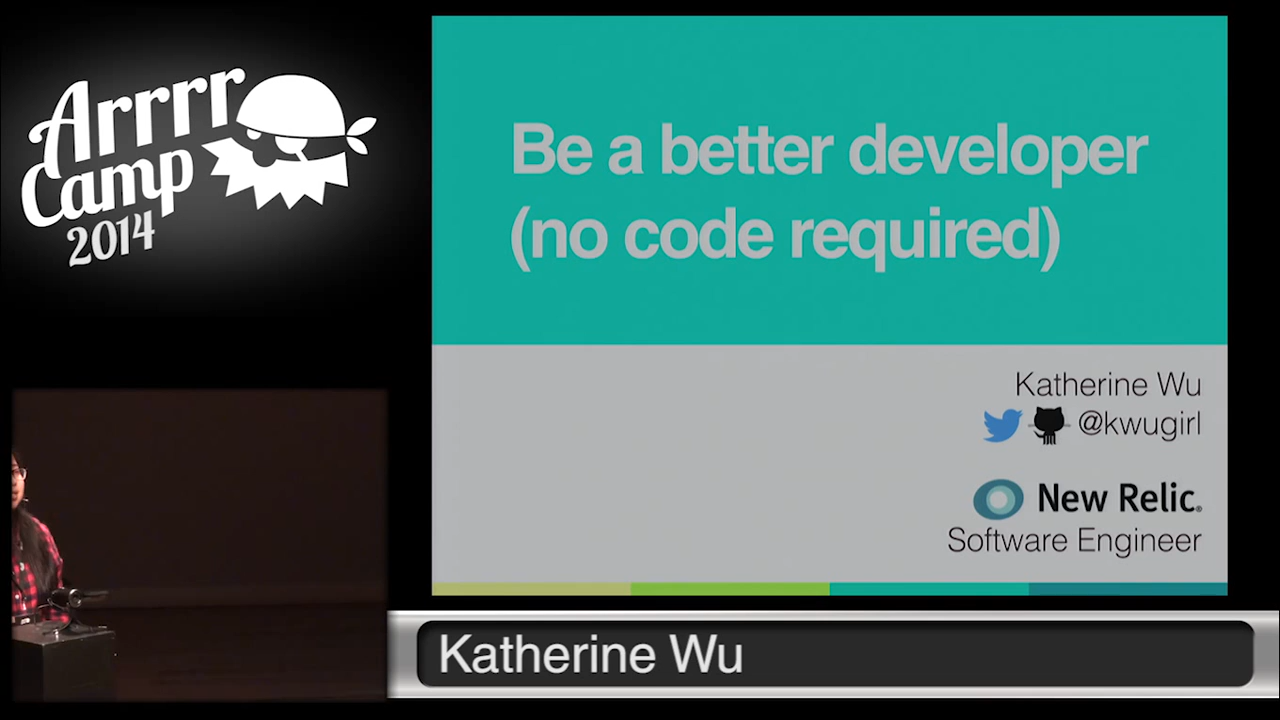 Arrrr
Camp
2014
Be a better developer
(no code required)
Katherine Wu
@kwugirl
New Relic®
Software Engineer
Katherine Wu